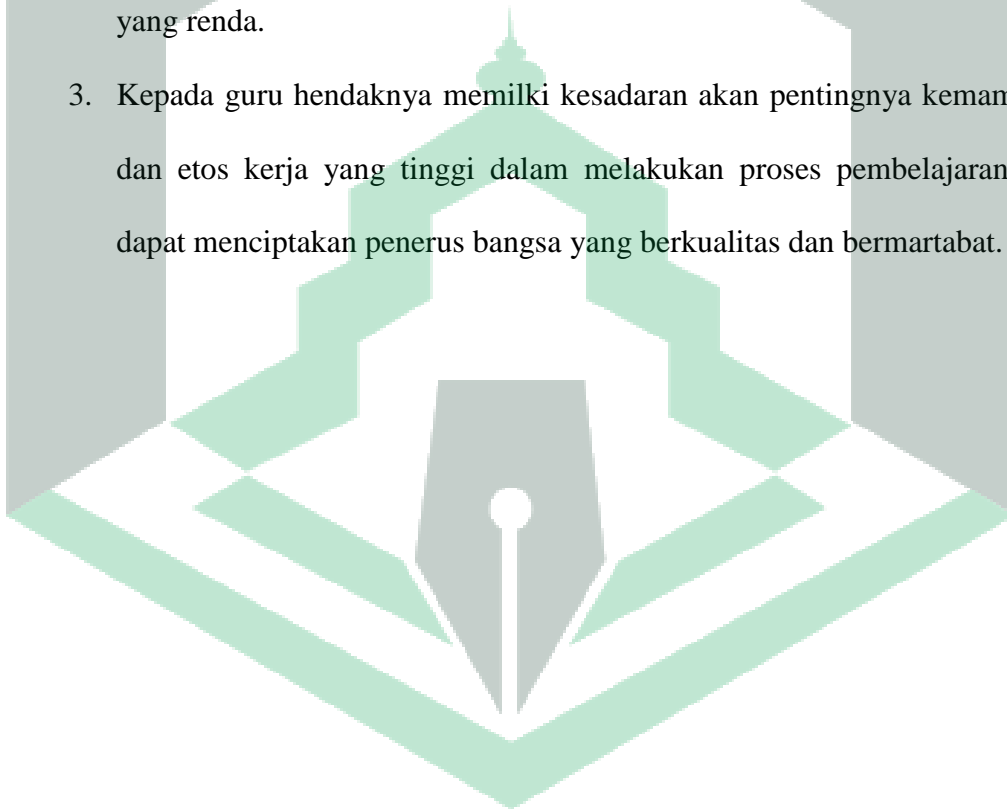 yang renda.
3. Kepada guru hendaknya memilki kesadaran akan pentingnya
dan etos kerja yang tinggi dalam melakukan proses pembelajaran
dapat menciptakan penerus bangsa yang berkualitas dan bermartabat.